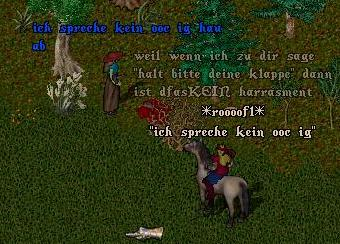 ich spreche kein ooc ig hau
ab
weil wenn ich zu dir sage
"halt bitte deine klappe" dann
ist dfasKEIN harrasment
*roooof1*
"ich spreche kein ooc ig"